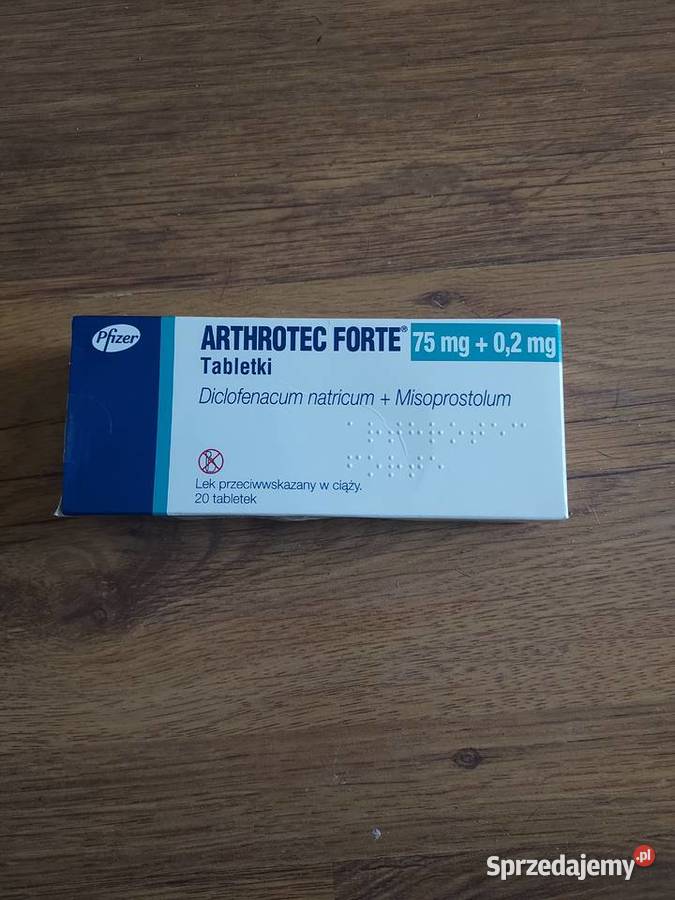 Pfizer
ARTHROTEC FORTE® 75 mg + 0,2 mg
Tabletki
Diclofenacum natricum + Misoprostolum
Lek przeciwwskazany w ciąży.
20 tabletek
Sprzedajemy.pl